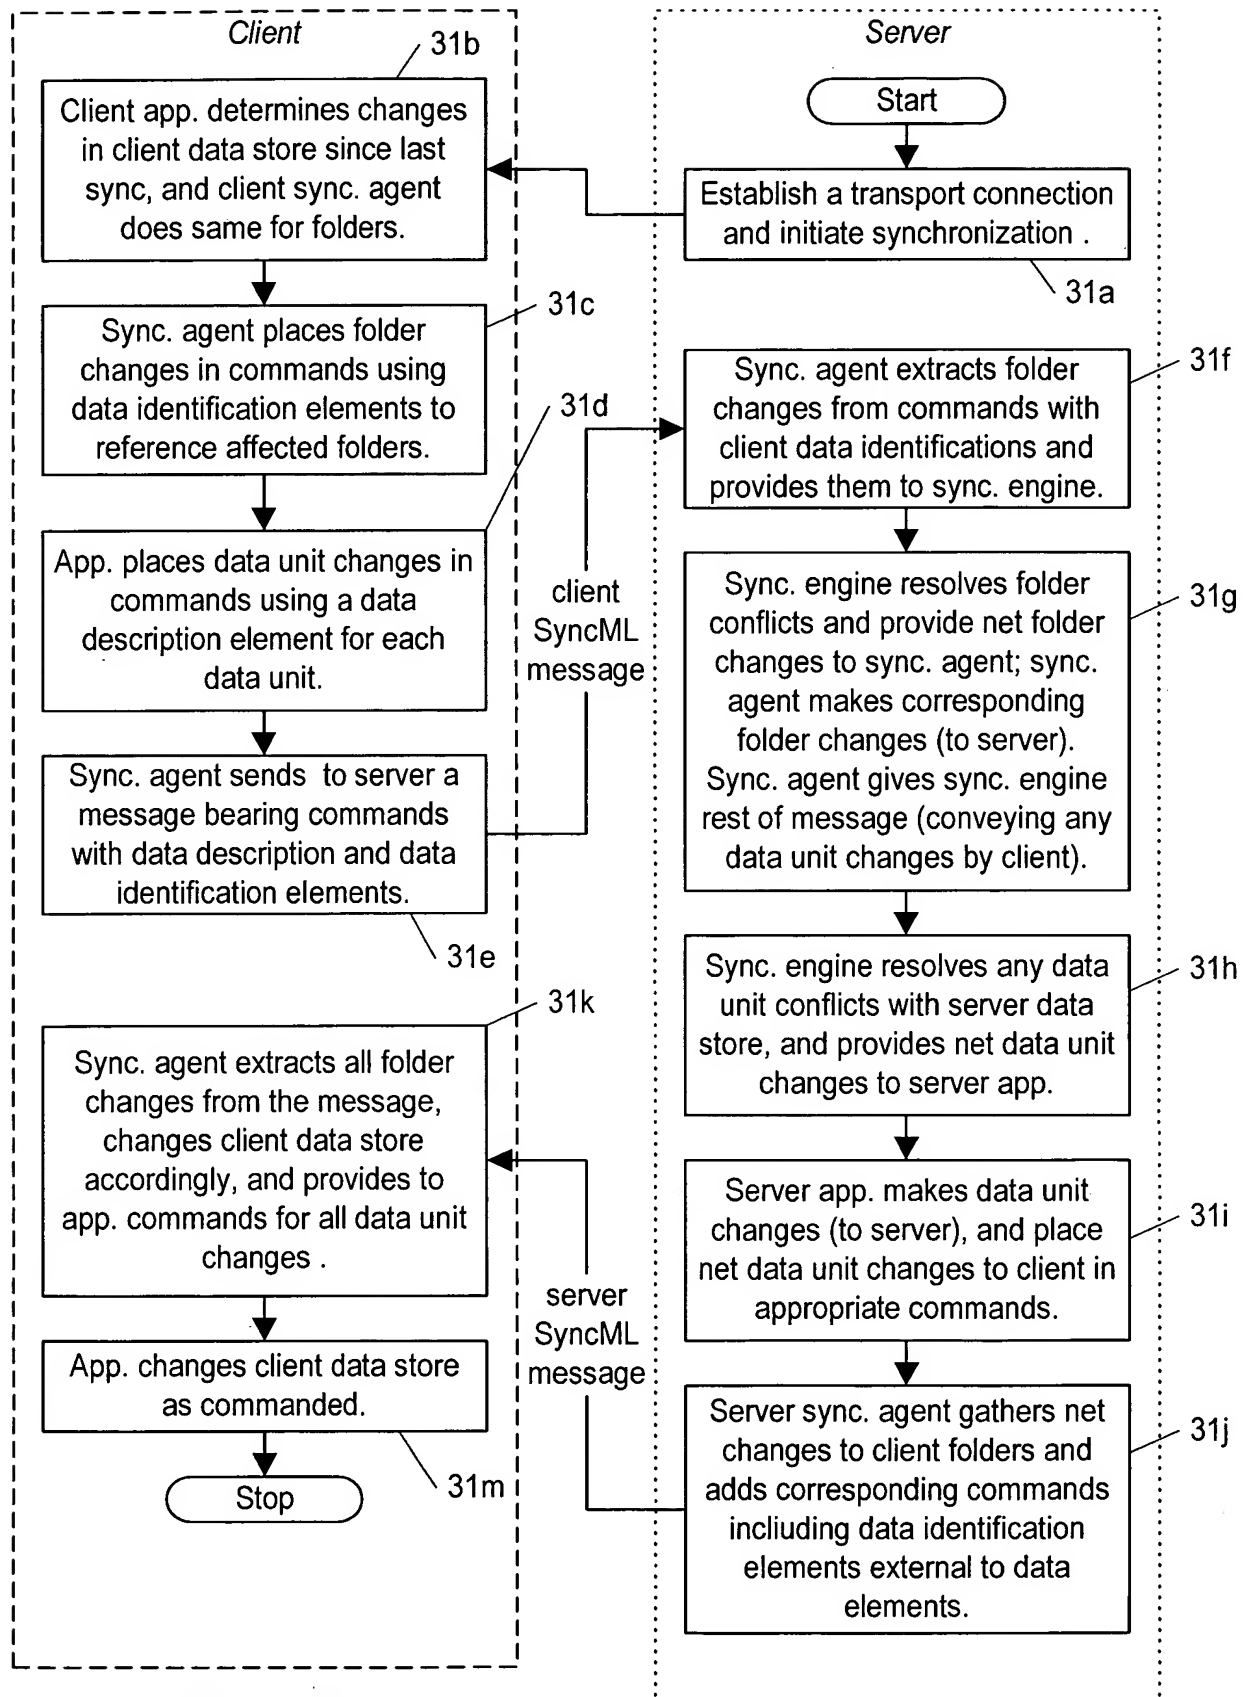 Client
31b
Client app. determines changes
in client data store since last
sync, and client sync. agent
does same for folders.
31c
Sync. agent places folder
changes in commands using
data identification elements to
reference affected folders.
31d
App. places data unit changes in
commands using a data
description element for each
data unit.
Sync. agent sends to server a
message bearing commands
with data description and data
identification elements.
31e
31k
Sync. agent extracts all folder
changes from the message,
changes client data store
accordingly, and provides to
app. commands for all data unit
changes .
App. changes client data store
as commanded.
31m
Stop
client
SyncML
message
server
SyncML
message
Server
Start
Establish a transport connection
and initiate synchronization .
31a
31f
Sync. agent extracts folder
changes from commands with
client data identifications and
provides them to sync. engine.
31g
Sync. engine resolves folder
conflicts and provide net folder
changes to sync. agent; sync.
agent makes corresponding
folder changes (to server).
Sync. agent gives sync. engine
rest of message (conveying any
data unit changes by client).
31h
Sync. engine resolves any data
unit conflicts with server data
store, and provides net data unit
changes to server app.
31i
Server app. makes data unit
changes (to server), and place
net data unit changes to client in
appropriate commands.
31j
Server sync. agent gathers net
changes to client folders and
adds corresponding commands
incliuding data identification
elements external to data
elements.